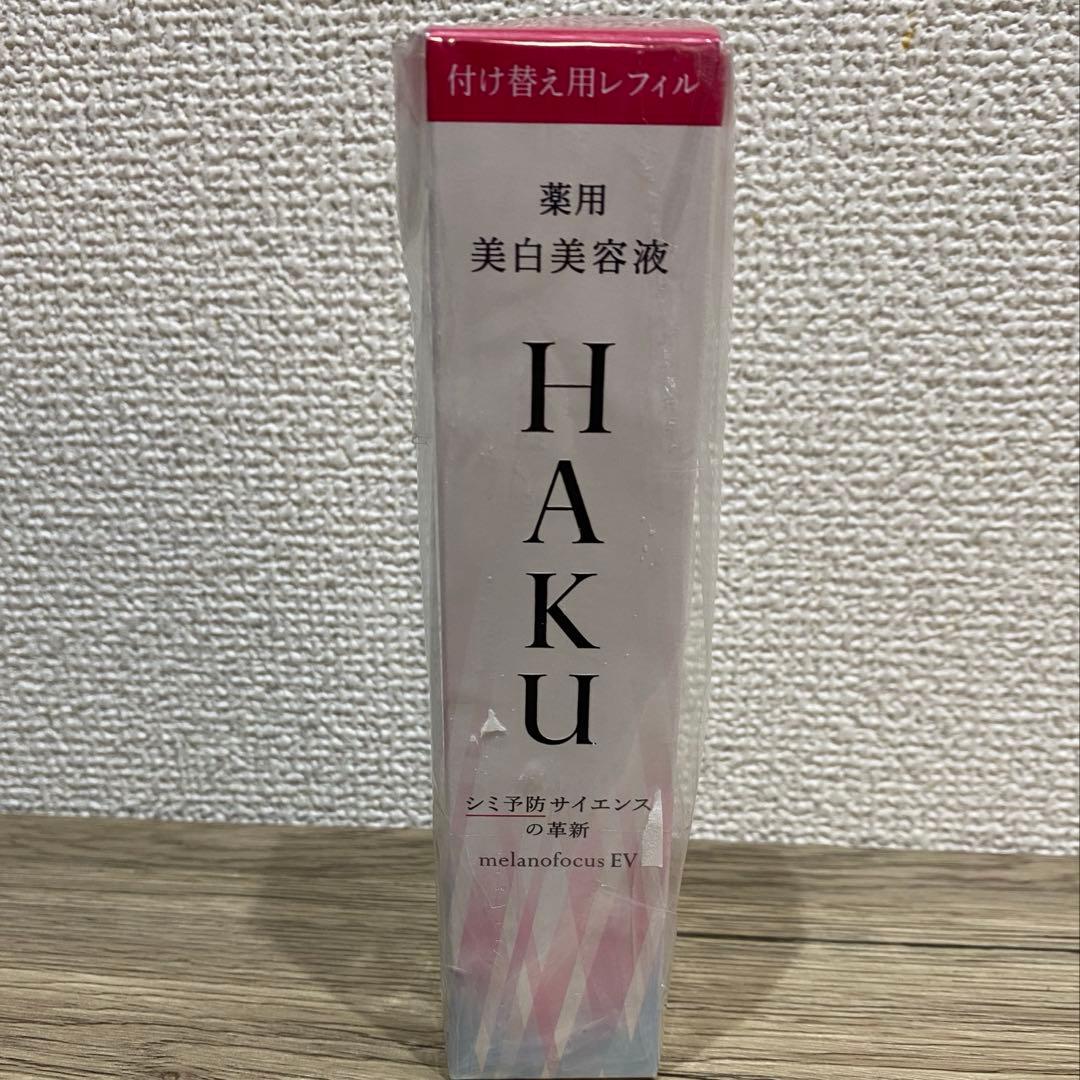 付け替え用レフィル
薬用
美白美容液
HAKU
シミ予防サイエンス
の革新
melanofocus EV